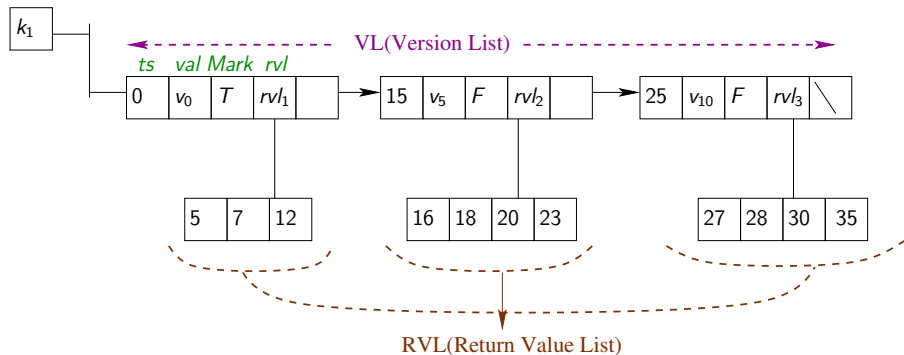 k₁
VL(Version List)
ts val Mark rvl
0 v₀ T rvl₁ 15 v₅ F rvl₂ 25 v₁₀ F rvl₃
5 7 12 16 18 20 23 27 28 30 35
RVL(Return Value List)